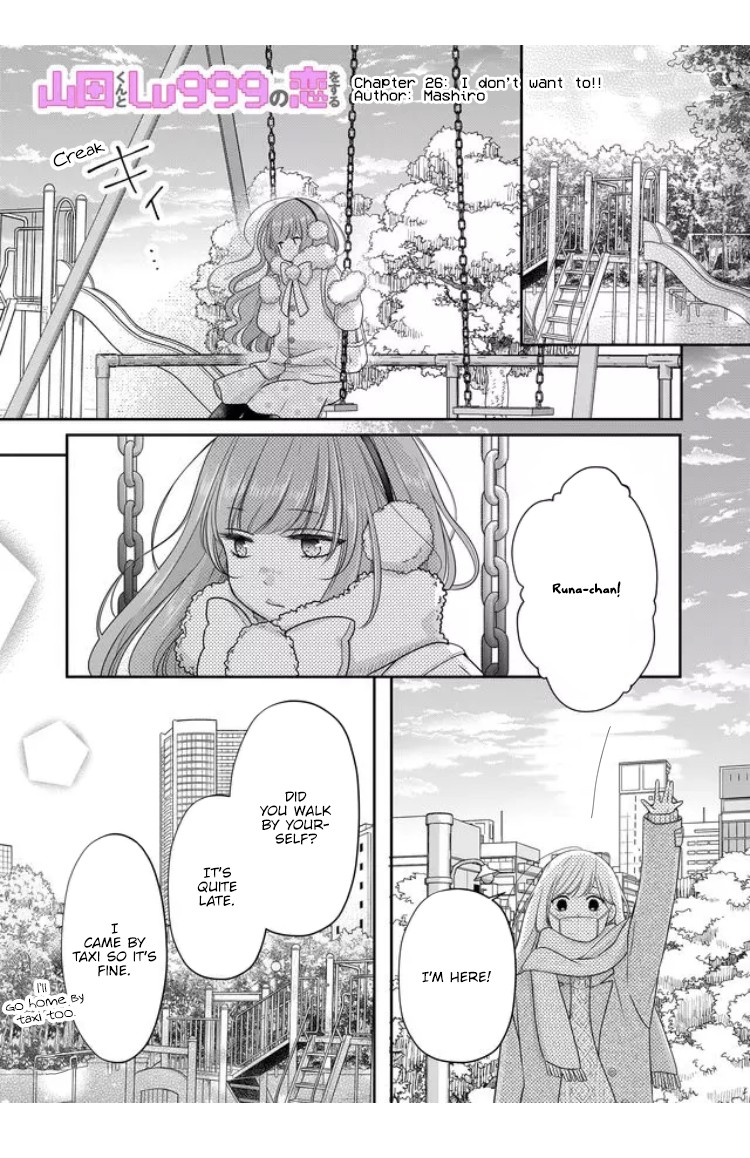 山田くんとLv999の恋をする
Chapter 26: I don't want to!!
Author: Mashiro
Creak
キィ
Runa-chan!
I'M HERE!
DID
YOU WALK
BY YOUR-
SELF?
IT'S
QUITE
LATE.
I
CAME BY
TAXI SO IT'S
FINE.
I'll
Go home by
taxi too.